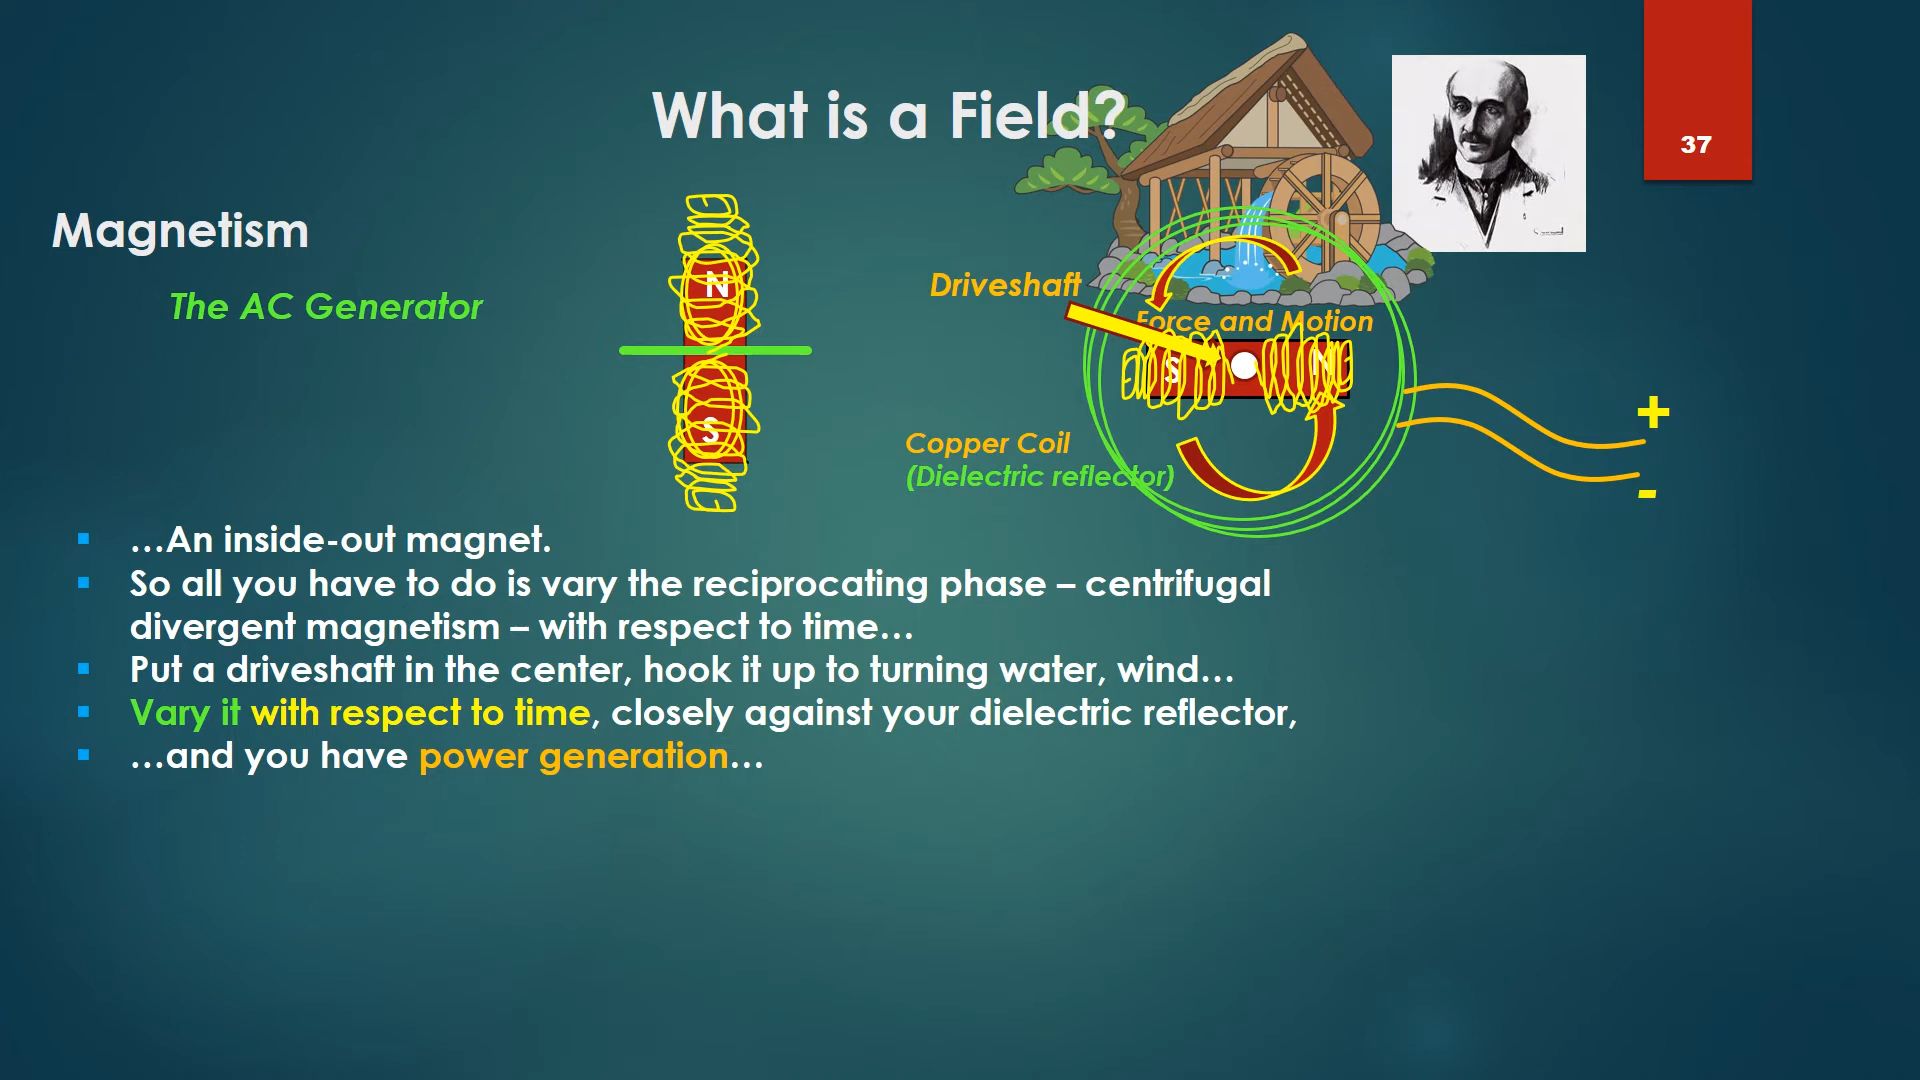 What is a Field?
37
Magnetism
The AC Generator
N
S
Driveshaft
Force and Motion
S
N
Copper Coil
(Dielectric reflector)
+
-
…An inside-out magnet.
So all you have to do is vary the reciprocating phase – centrifugal
divergent magnetism – with respect to time…
Put a driveshaft in the center, hook it up to turning water, wind…
Vary it with respect to time, closely against your dielectric reflector,
…and you have power generation…